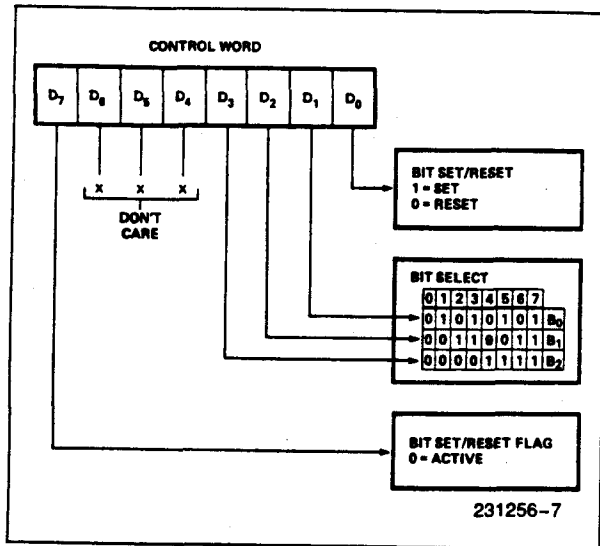 CONTROL WORD
D7 D6 D5 D4 D3 D2 D1 D0
X X X
DON'T
CARE
BIT SET/RESET
1 = SET
0 = RESET
BIT SELECT
0 1 2 3 4 5 6 7
0 1 0 1 0 1 0 1 B0
0 0 1 1 0 0 1 1 B1
0 0 0 0 1 1 1 1 B2
BIT SET/RESET FLAG
0 = ACTIVE
231256-7